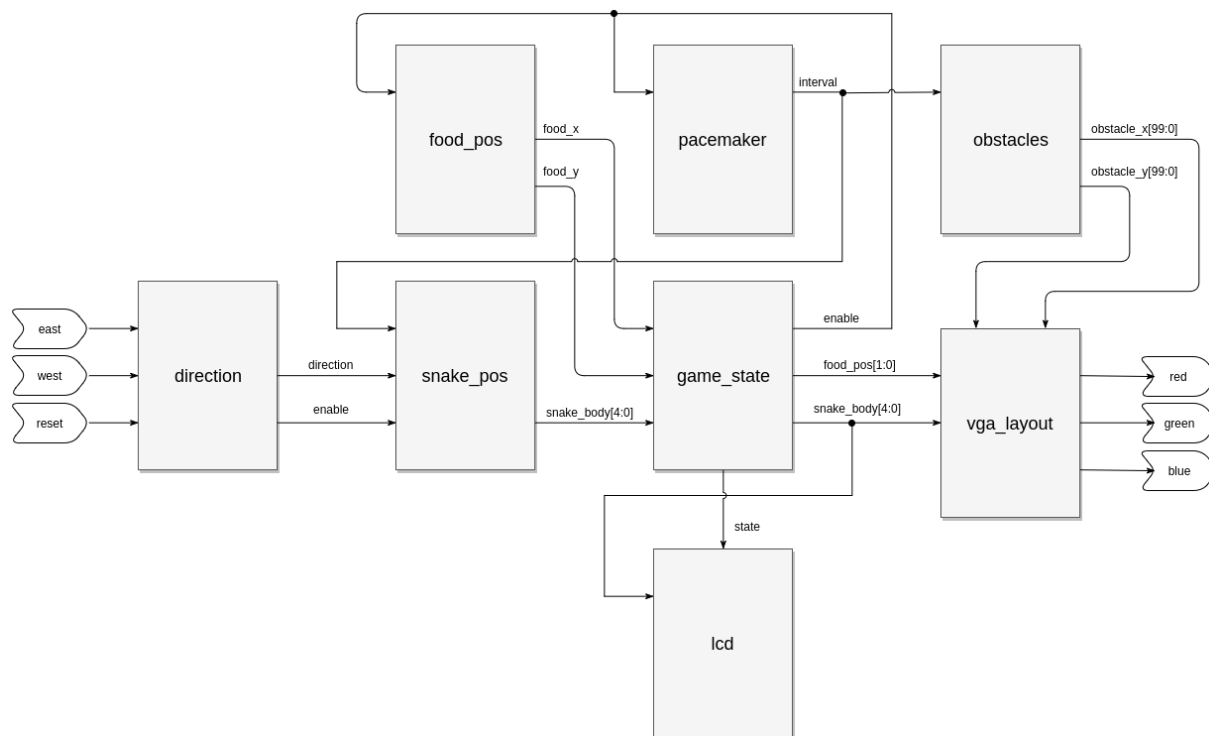 interval
food_pos
food_x
food_y
pacemaker
obstacles
obstacle_x[99:0]
obstacle_y[99:0]
east
west
reset
direction
direction
enable
snake_pos
snake_body[4:0]
game_state
enable
food_pos[1:0]
snake_body[4:0]
vga_layout
red
green
blue
state
lcd